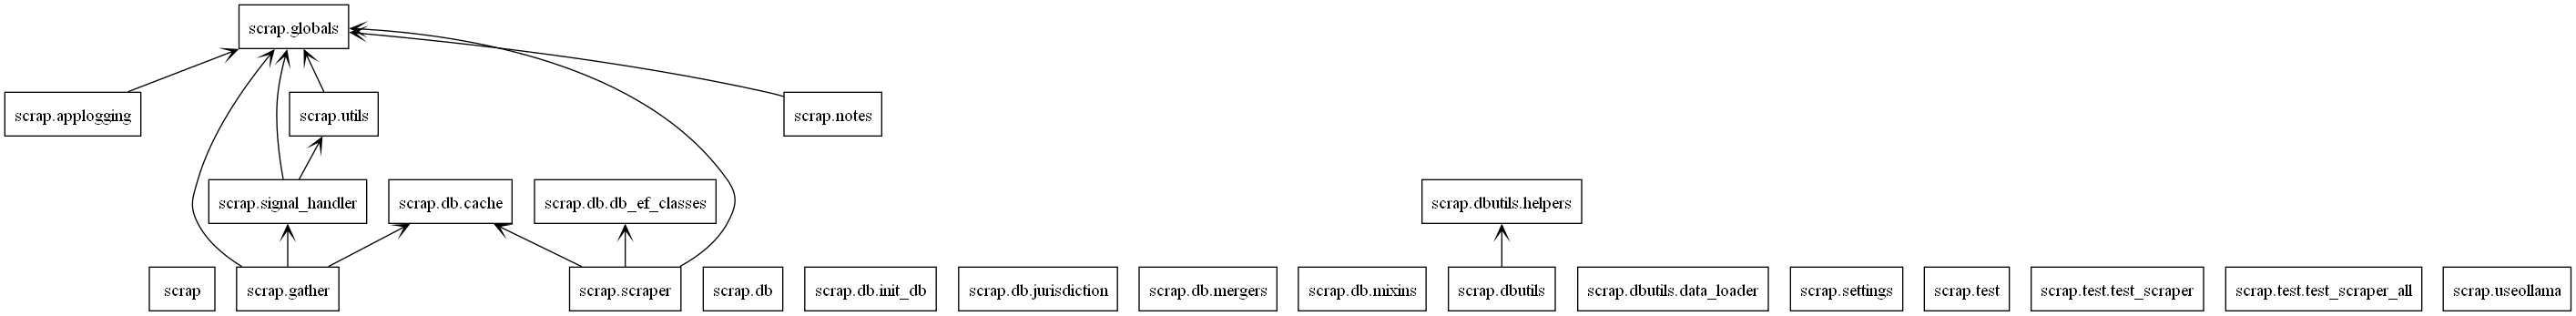 scrap.globals
scrap.applogging
scrap.utils
scrap.notes
scrap.signal_handler
scrap.db.cache
scrap.db.db_ef_classes
scrap.dbutils.helpers
scrap
scrap.gather
scrap.scraper
scrap.db
scrap.db.init_db
scrap.db.jurisdiction
scrap.db.mergers
scrap.db.mixins
scrap.dbutils
scrap.dbutils.data_loader
scrap.settings
scrap.test
scrap.test.test_scraper
scrap.test.test_scraper_all
scrap.useollama